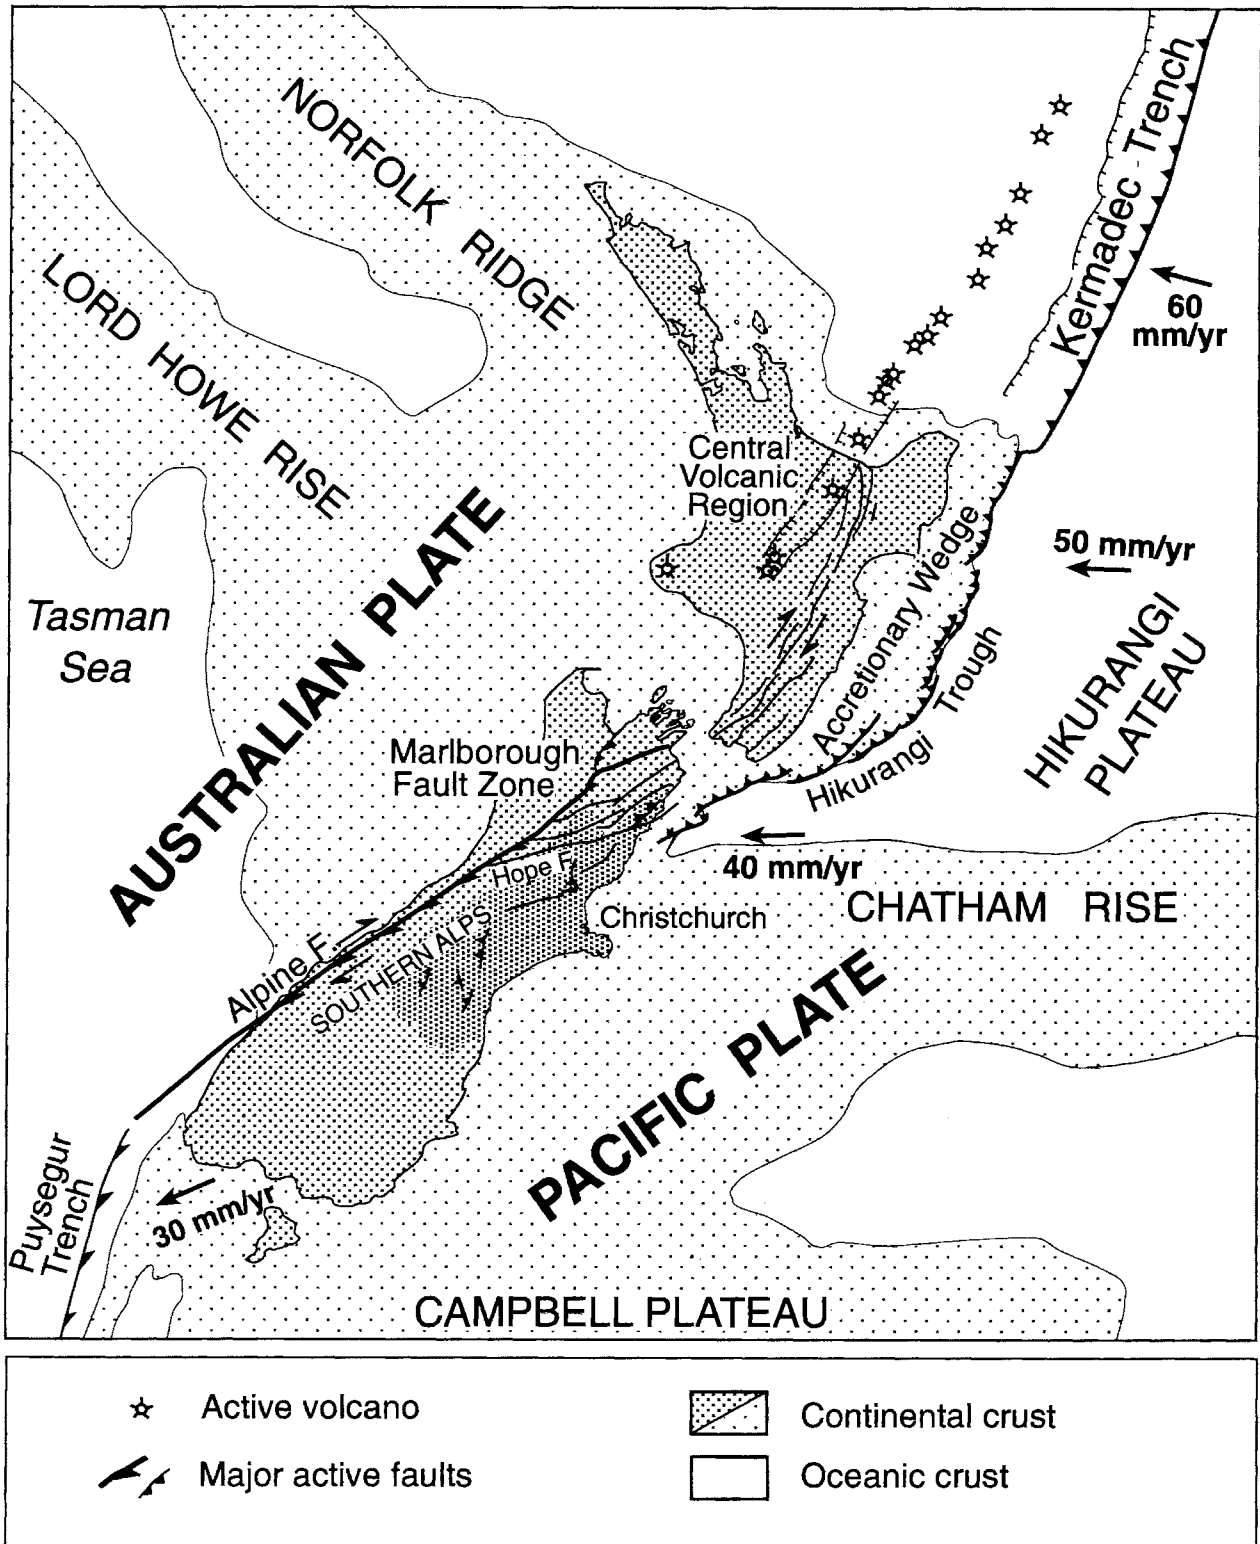 NORFOLK RIDGE
Kermadec Trench
LORD HOWE RISE
60
mm/yr
Central
Volcanic
Region
AUSTRALIAN PLATE
50 mm/yr
Tasman
Sea
Accretionary Wedge
HIKURANGI
PLATEAU
Hikurangi Trough
Marlborough
Fault Zone
40 mm/yr
Hope F.
CHATHAM RISE
Christchurch
Alpine F.
SOUTHERN ALPS
PACIFIC PLATE
Puysegur
Trench
30 mm/yr
CAMPBELL PLATEAU
Active volcano
Continental crust
Major active faults
Oceanic crust